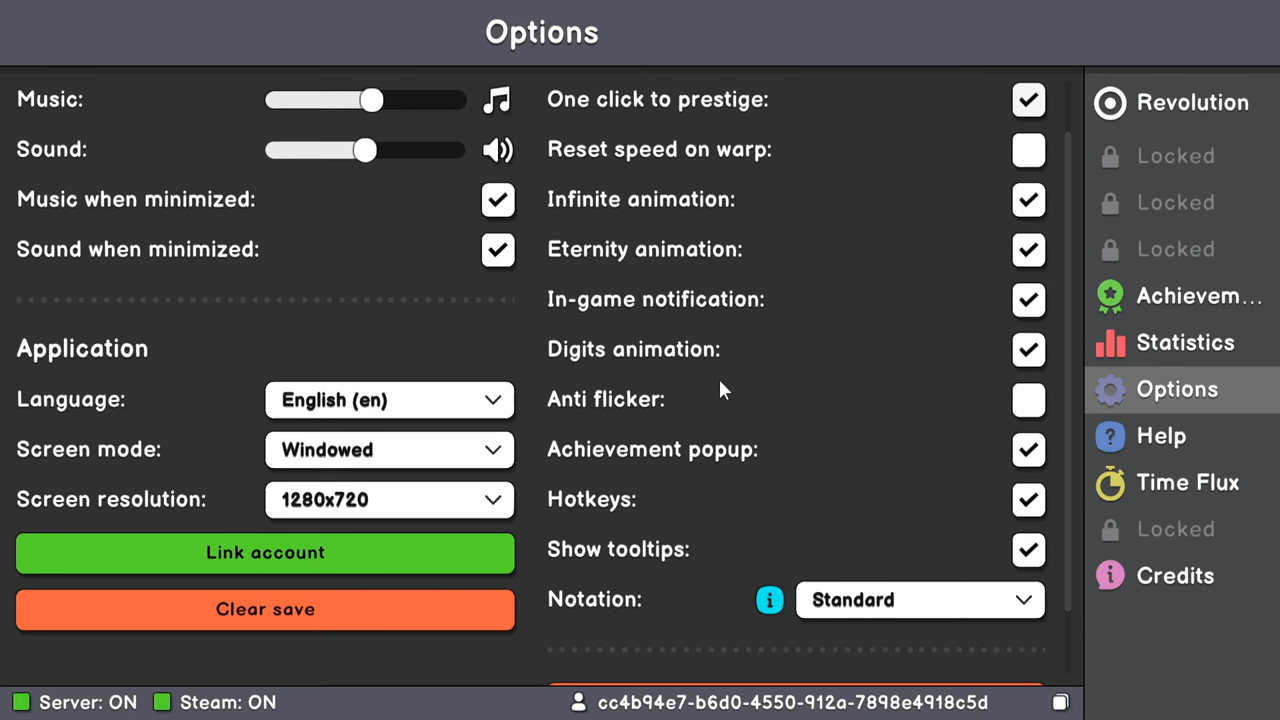 Options
Music:
Sound:
Music when minimized:
Sound when minimized:
Application
Language:
English (en)
Screen mode:
Windowed
Screen resolution:
1280x720
Link account
Clear save
One click to prestige:
Reset speed on warp:
Infinite animation:
Eternity animation:
In-game notification:
Digits animation:
Anti flicker:
Achievement popup:
Hotkeys:
Show tooltips:
Notation:
Standard
Revolution
Locked
Locked
Locked
Achievem...
Statistics
Options
Help
Time Flux
Locked
Credits
Server: ON
Steam: ON
cc4b94e7-b6d0-4550-912a-7898e4918c5d